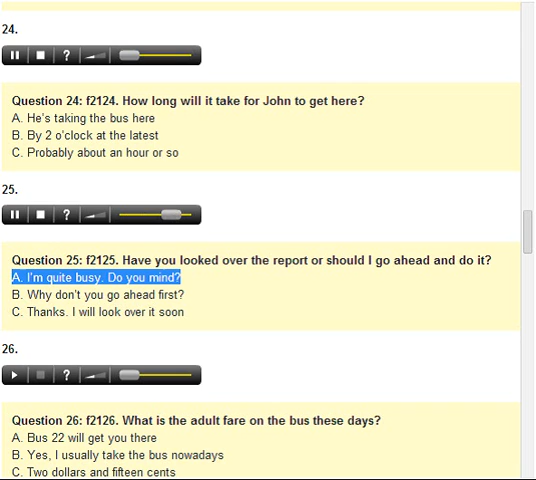 24.
?
Question 24: f2124. How long will it take for John to get here?
A. He's taking the bus here
B. By 2 o'clock at the latest
C. Probably about an hour or so
25.
?
Question 25: f2125. Have you looked over the report or should I go ahead and do it?
A. I'm quite busy. Do you mind?
B. Why don't you go ahead first?
C. Thanks. I will look over it soon
26.
?
Question 26: f2126. What is the adult fare on the bus these days?
A. Bus 22 will get you there
B. Yes, I usually take the bus nowadays
C. Two dollars and fifteen cents